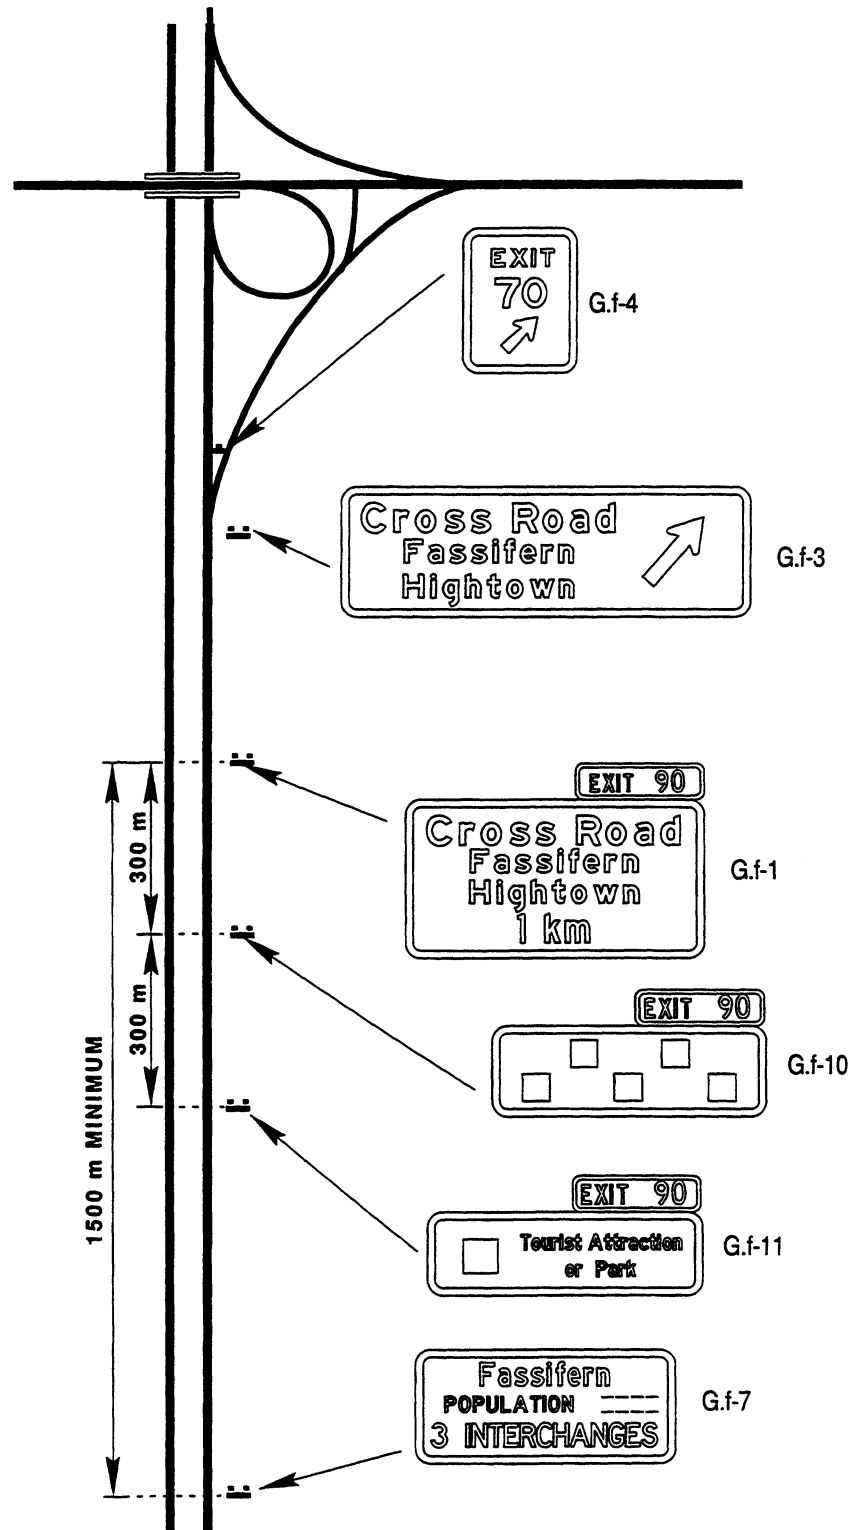 EXIT
70
G.f-4
Cross Road
Fassifern
Hightown
G.f-3
EXIT 90
Cross Road
Fassifern
Hightown
1 km
G.f-1
300 m
300 m
1500 m MINIMUM
EXIT 90
G.f-10
EXIT 90
Tourist Attraction
or Park
G.f-11
Fassifern
POPULATION
3 INTERCHANGES
G.f-7